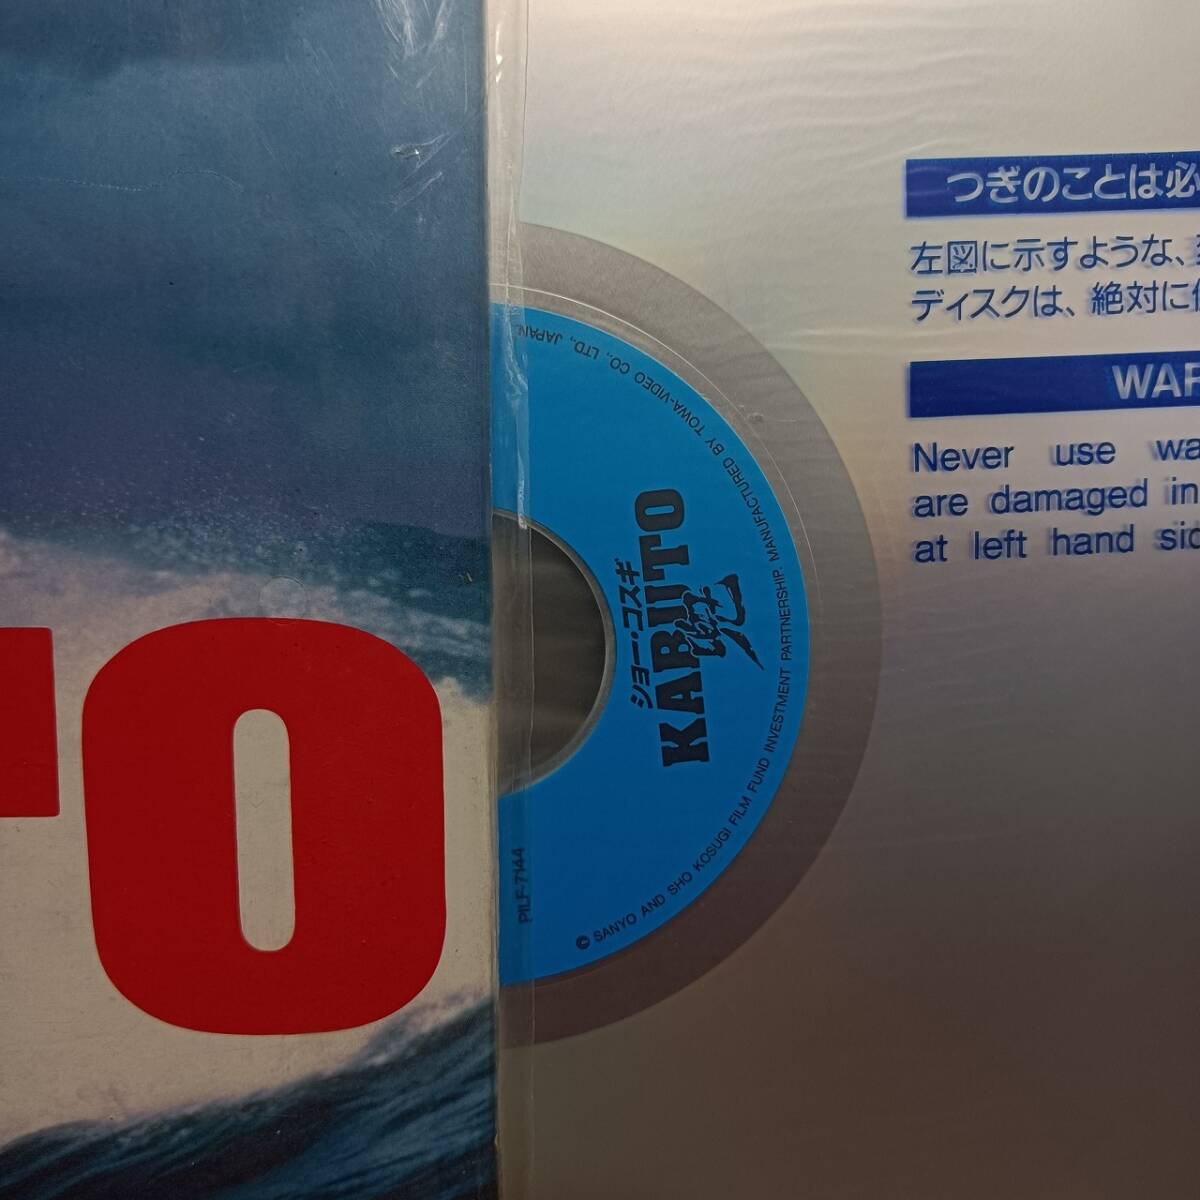 TO
ショー・コスギ
KABUTO
兜
© SANYO AND SHO KOSUGI FILM FUND INVESTMENT PARTNERSHIP. MANUFACTURED BY TOWA-VIDEO CO., LTD., JAPAN.
PILF-7144
つぎのことは必
左図に示すような、
ディスクは、絶対に
WAR
Never use wa
are damaged in
at left hand sid